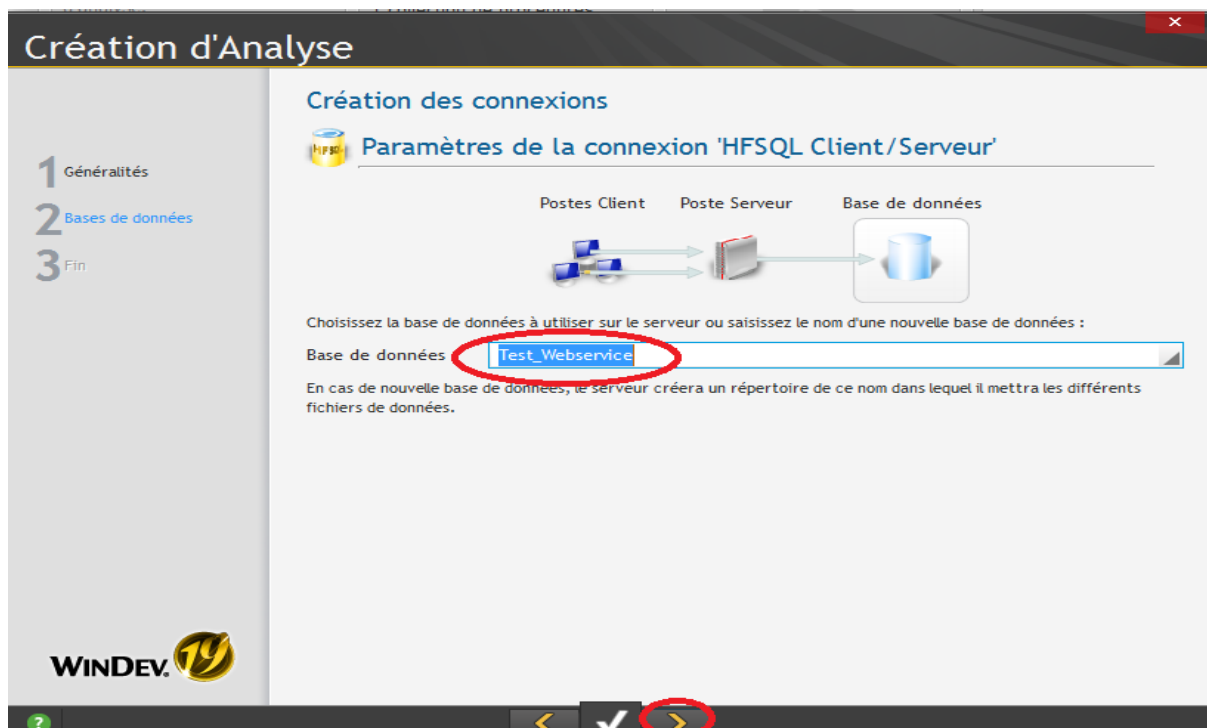 Création d'Analyse
×
Création des connexions
Paramètres de la connexion 'HFSQL Client/Serveur'
1 Généralités
2 Bases de données
3 Fin
Postes Client Poste Serveur Base de données
Choisissez la base de données à utiliser sur le serveur ou saisissez le nom d'une nouvelle base de données :
Base de données Test_Webservice
En cas de nouvelle base de données, le serveur créera un répertoire de ce nom dans lequel il mettra les différents
fichiers de données.
WINDEV. 19
?